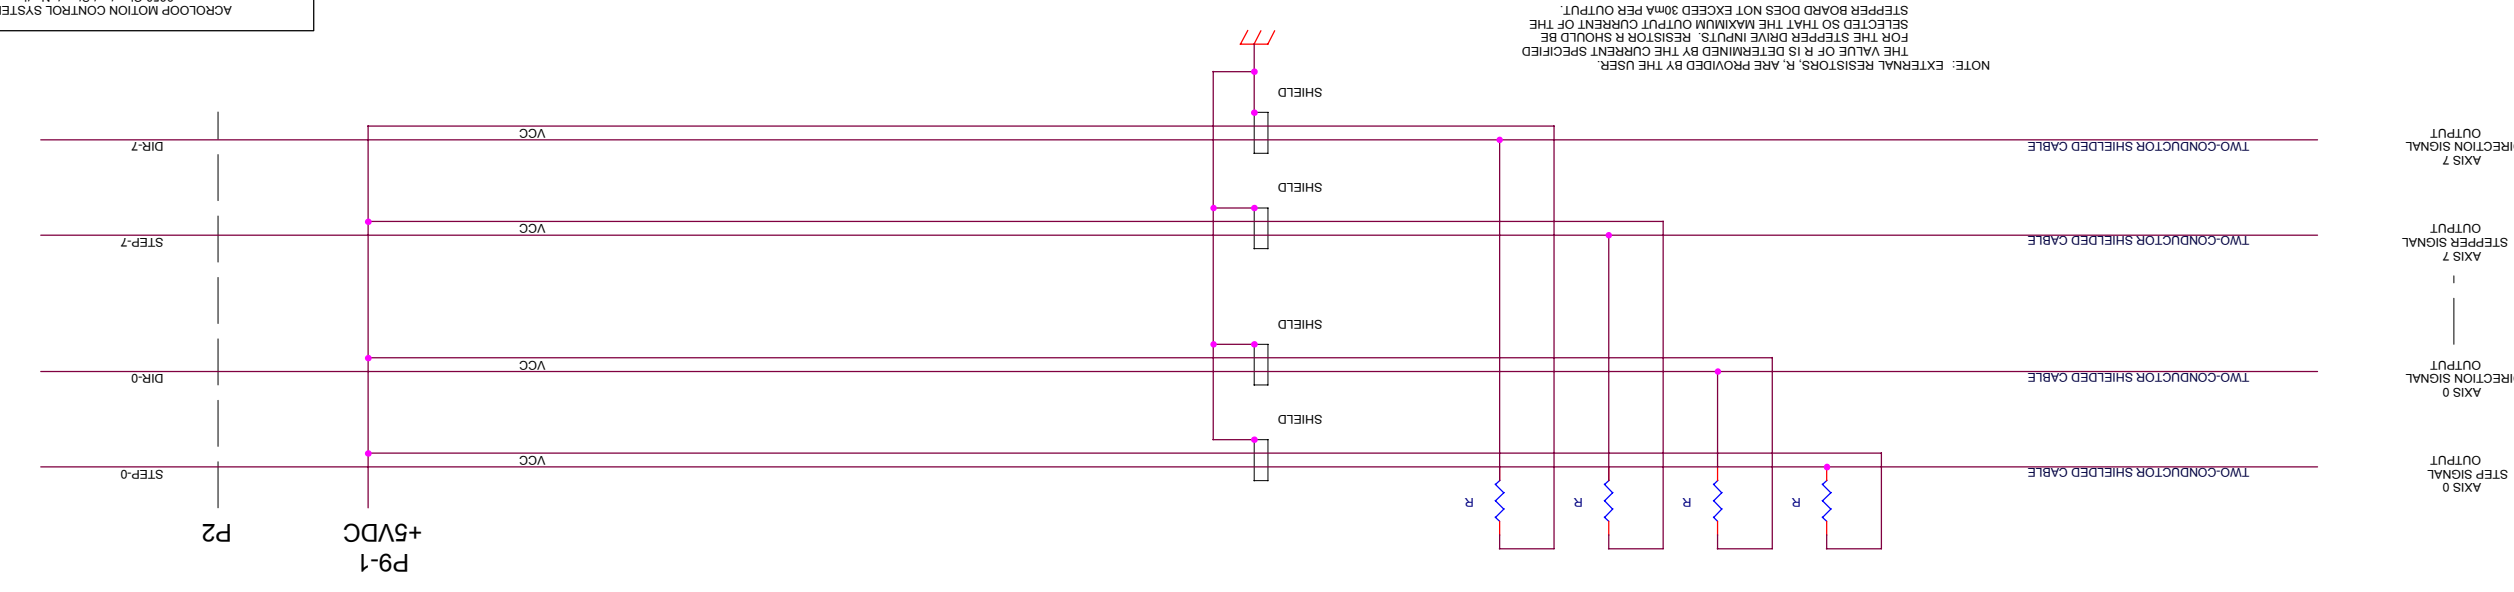 P9-1
+5VDC
P2
R
R
R
R
AXIS 0
STEP SIGNAL
OUTPUT
TWO-CONDUCTOR SHIELDED CABLE
VCC
STEP-0
SHIELD
AXIS 0
DIRECTION SIGNAL
OUTPUT
TWO-CONDUCTOR SHIELDED CABLE
VCC
DIR-0
SHIELD
AXIS 7
STEPPER SIGNAL
OUTPUT
TWO-CONDUCTOR SHIELDED CABLE
VCC
STEP-7
SHIELD
AXIS 7
DIRECTION SIGNAL
OUTPUT
TWO-CONDUCTOR SHIELDED CABLE
VCC
DIR-7
SHIELD
NOTE: EXTERNAL RESISTORS, R, ARE PROVIDED BY THE USER.
THE VALUE OF R IS DETERMINED BY THE CURRENT SPECIFIED
FOR THE STEPPER DRIVE INPUTS. RESISTOR R SHOULD BE
SELECTED SO THAT THE MAXIMUM OUTPUT CURRENT OF THE
STEPPER BOARD DOES NOT EXCEED 30mA PER OUTPUT.
ACROLOOP MOTION CONTROL SYSTEM